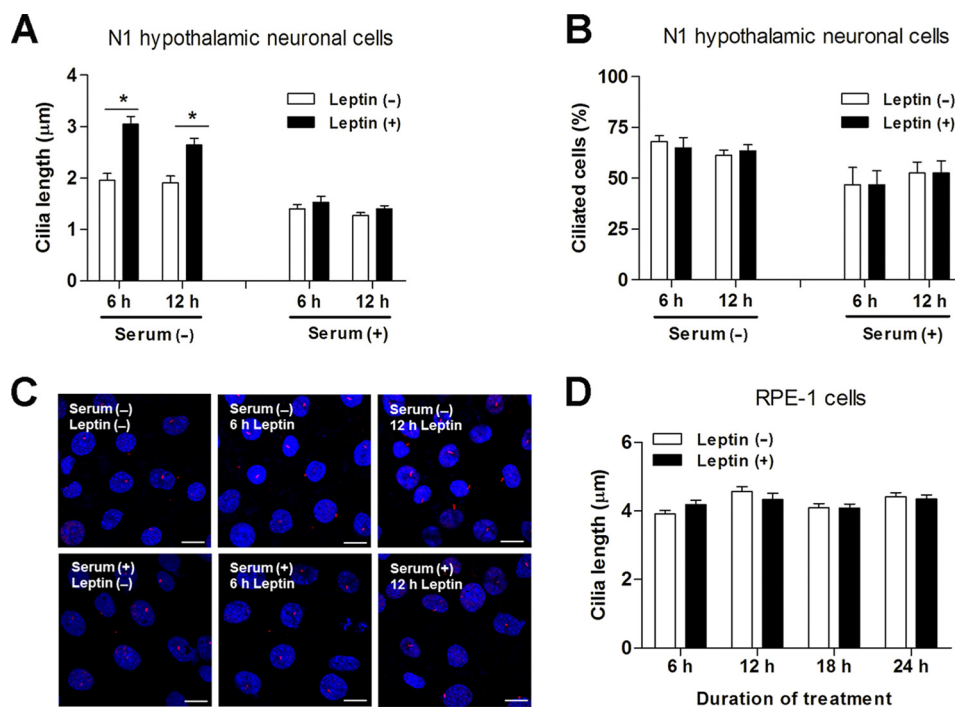 A
N1 hypothalamic neuronal cells
Cilia length (μm)
4
3
2
1
0
*
*
Leptin (–)
Leptin (+)
6 h
12 h
6 h
12 h
Serum (–)
Serum (+)
B
N1 hypothalamic neuronal cells
Ciliated cells (%)
100
75
50
25
0
Leptin (–)
Leptin (+)
6 h
12 h
6 h
12 h
Serum (–)
Serum (+)
C
Serum (–)
Leptin (–)
Serum (–)
6 h Leptin
Serum (–)
12 h Leptin
Serum (+)
Leptin (–)
Serum (+)
6 h Leptin
Serum (+)
12 h Leptin
D
RPE-1 cells
Cilia length (μm)
6
4
2
0
Leptin (-)
Leptin (+)
6 h
12 h
18 h
24 h
Duration of treatment